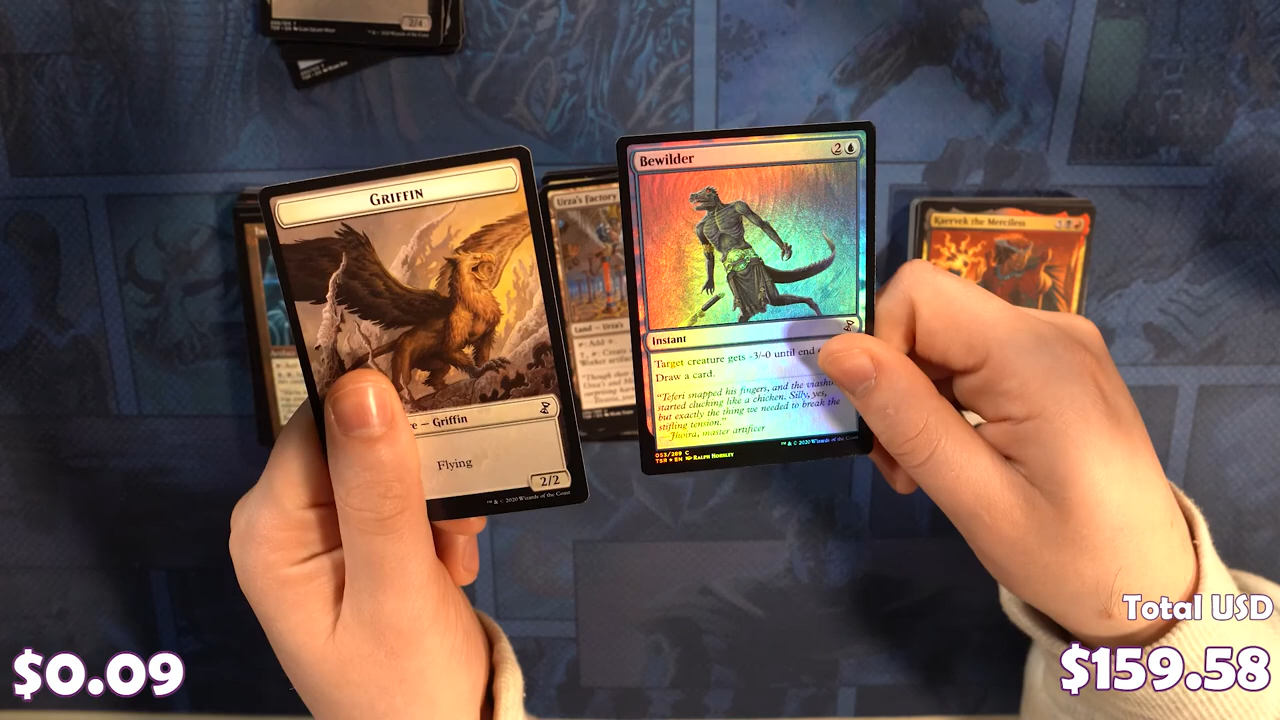 2/4
Griffin
Flying
2/2
™ & © 2020 Wizards of the Coast
Urza's Factory
Land — Urza's
Bewilder
2
Instant
Target creature gets -3/-0 until end
Draw a card.
"Teferi snapped his fingers, and the viashino
started clucking like a chicken. Silly, yes,
but exactly the thing we needed to break the
stifling tension."
—Jhoira, master artificer
053/289 C
TSR ★ EN Ralph Horsley
™ & © 2020 Wizards of the Coast
Kaervek the Merciless
$0.09
Total USD
$159.58